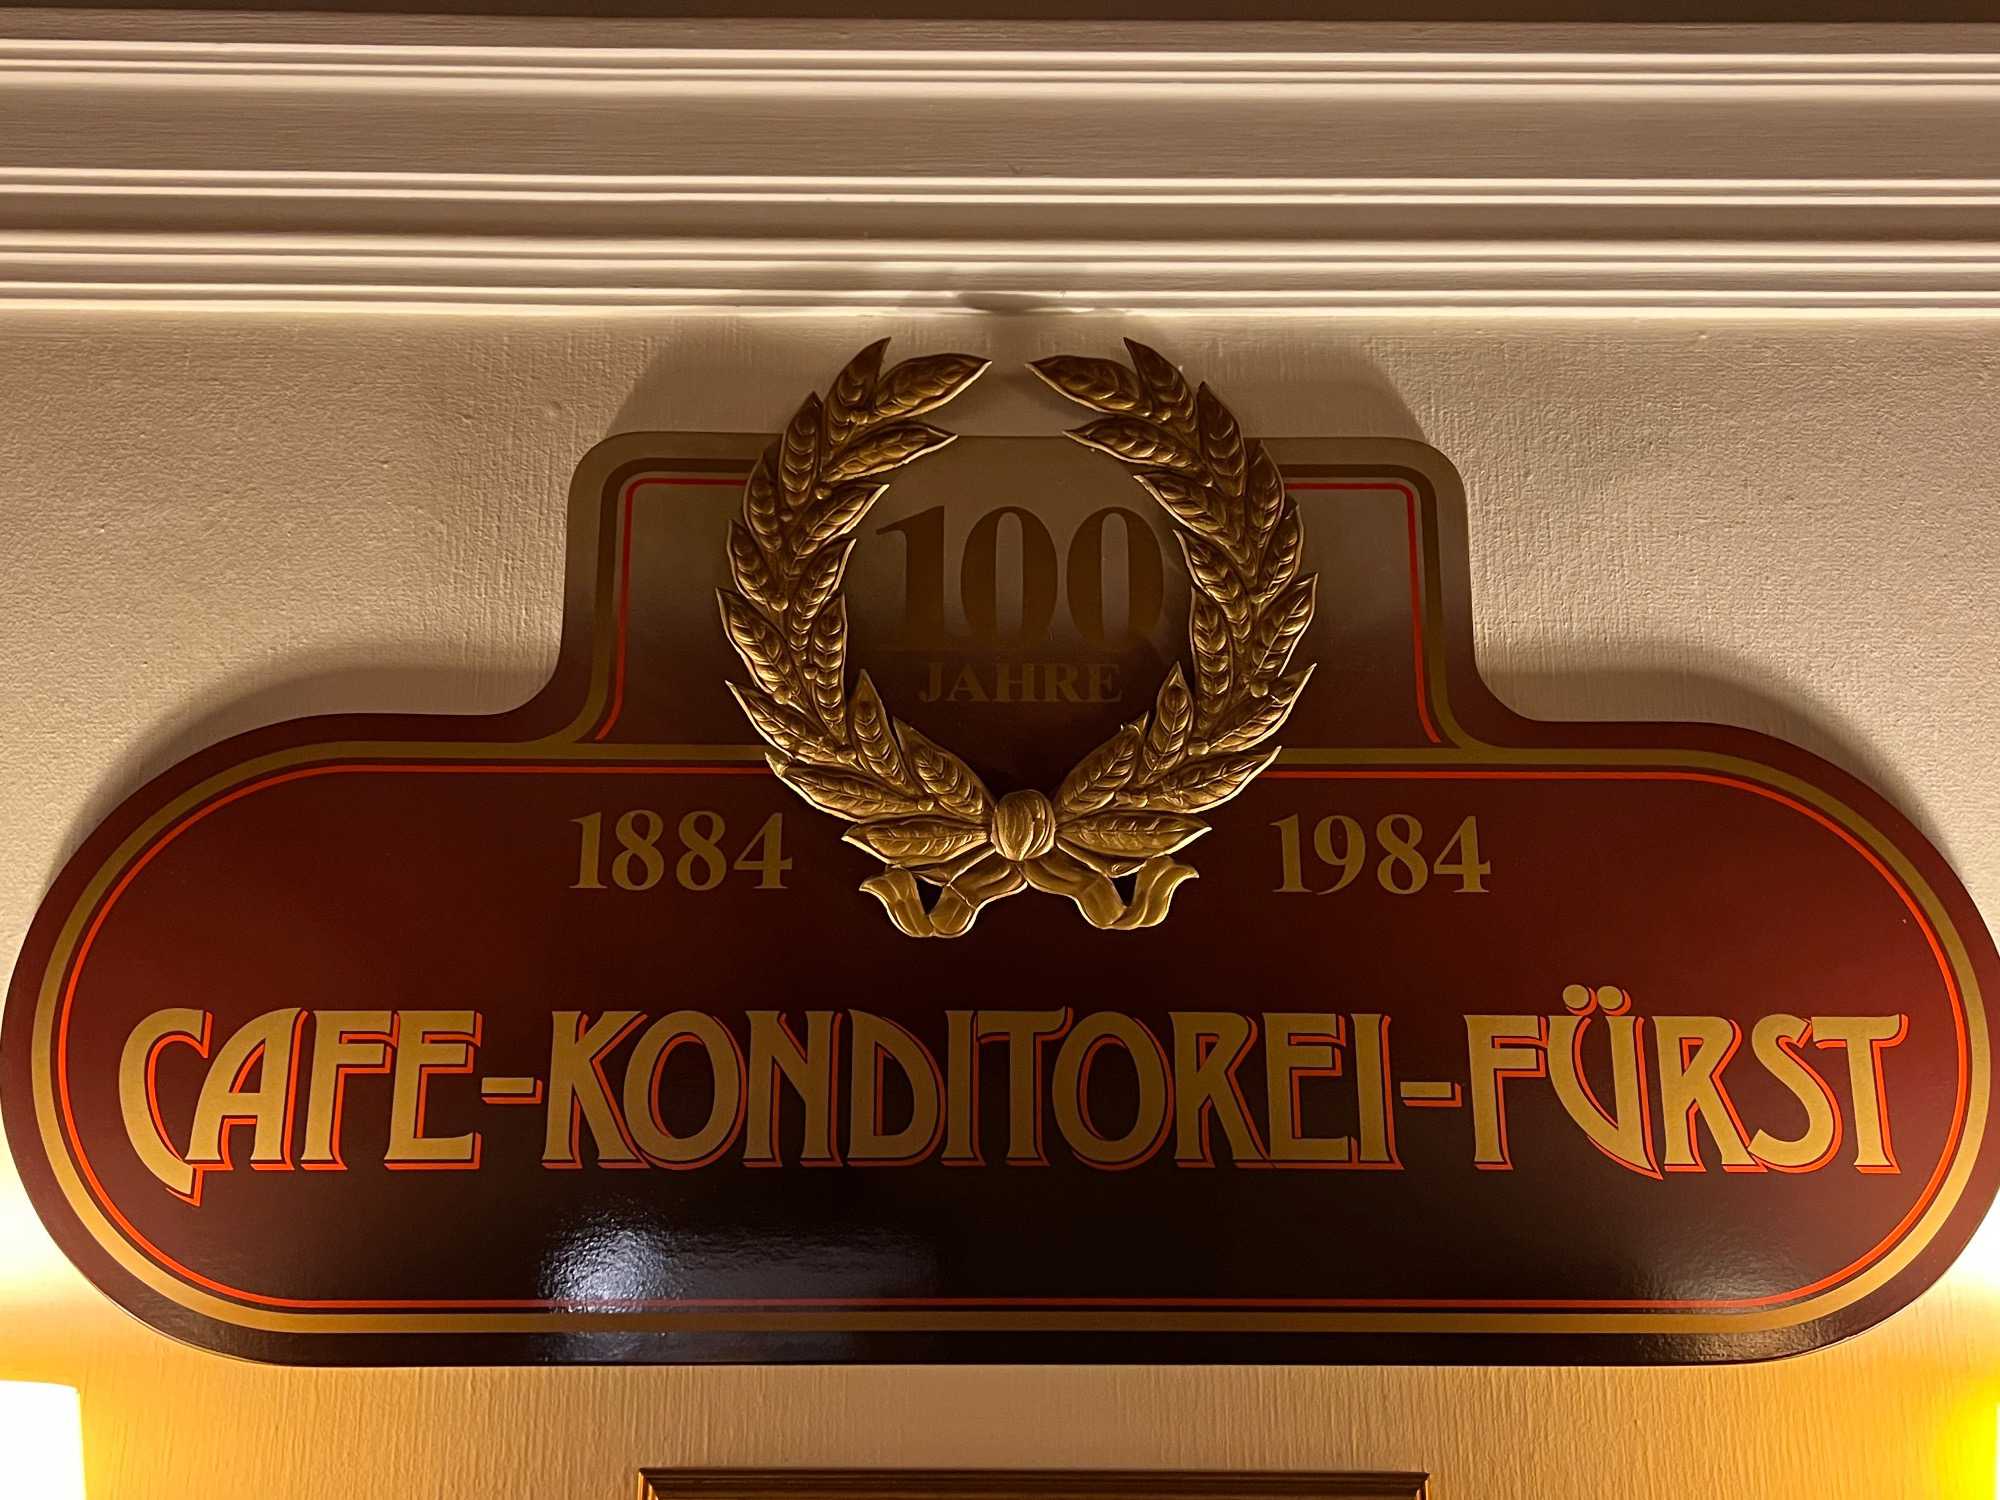 100
JAHRE
1884 1984
CAFE-KONDITOREI-FÜRST